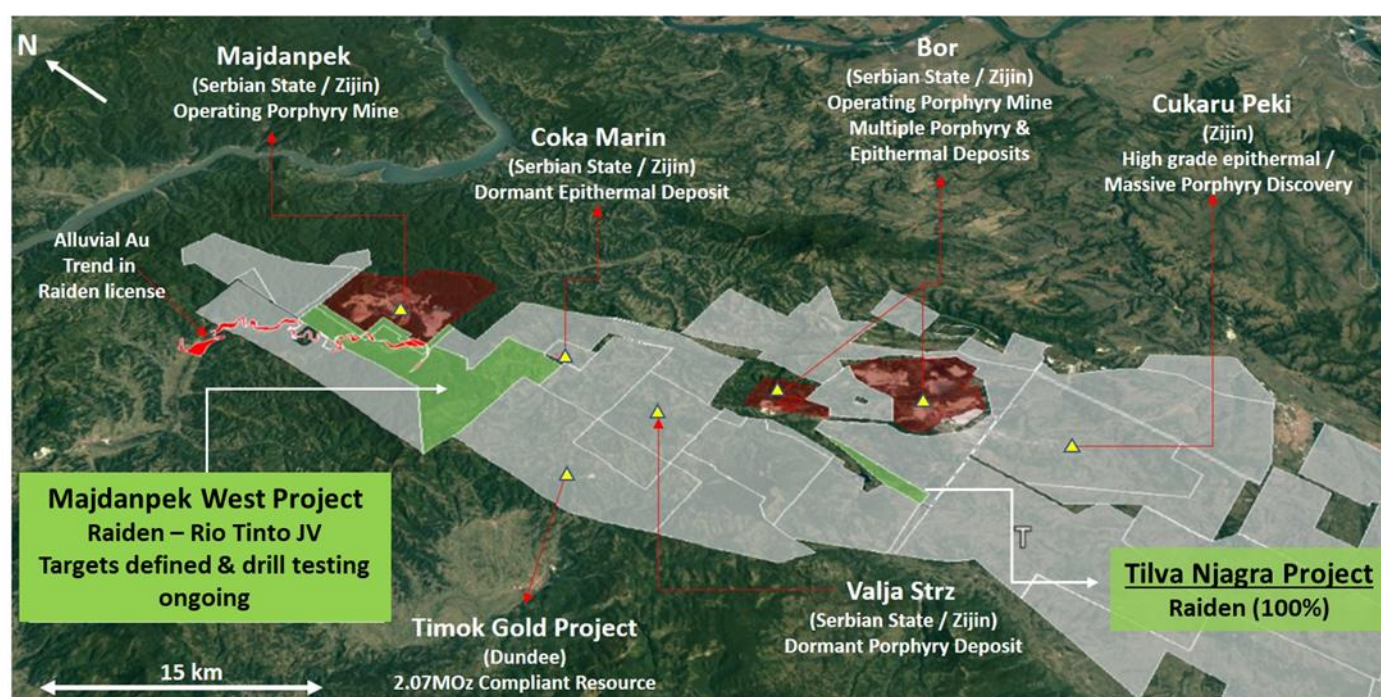 N
Majdanpek
(Serbian State / Zijin)
Operating Porphyry Mine
Coka Marin
(Serbian State / Zijin)
Dormant Epithermal Deposit
Bor
(Serbian State / Zijin)
Operating Porphyry Mine
Multiple Porphyry &
Epithermal Deposits
Cukaru Peki
(Zijin)
High grade epithermal /
Massive Porphyry Discovery
Alluvial Au
Trend in
Raiden license
Majdanpek West Project
Raiden – Rio Tinto JV
Targets defined & drill testing
ongoing
15 km
Timok Gold Project
(Dundee)
2.07MOz Compliant Resource
Valja Strz
(Serbian State / Zijin)
Dormant Porphyry Deposit
T
Tilva Njagra Project
Raiden (100%)